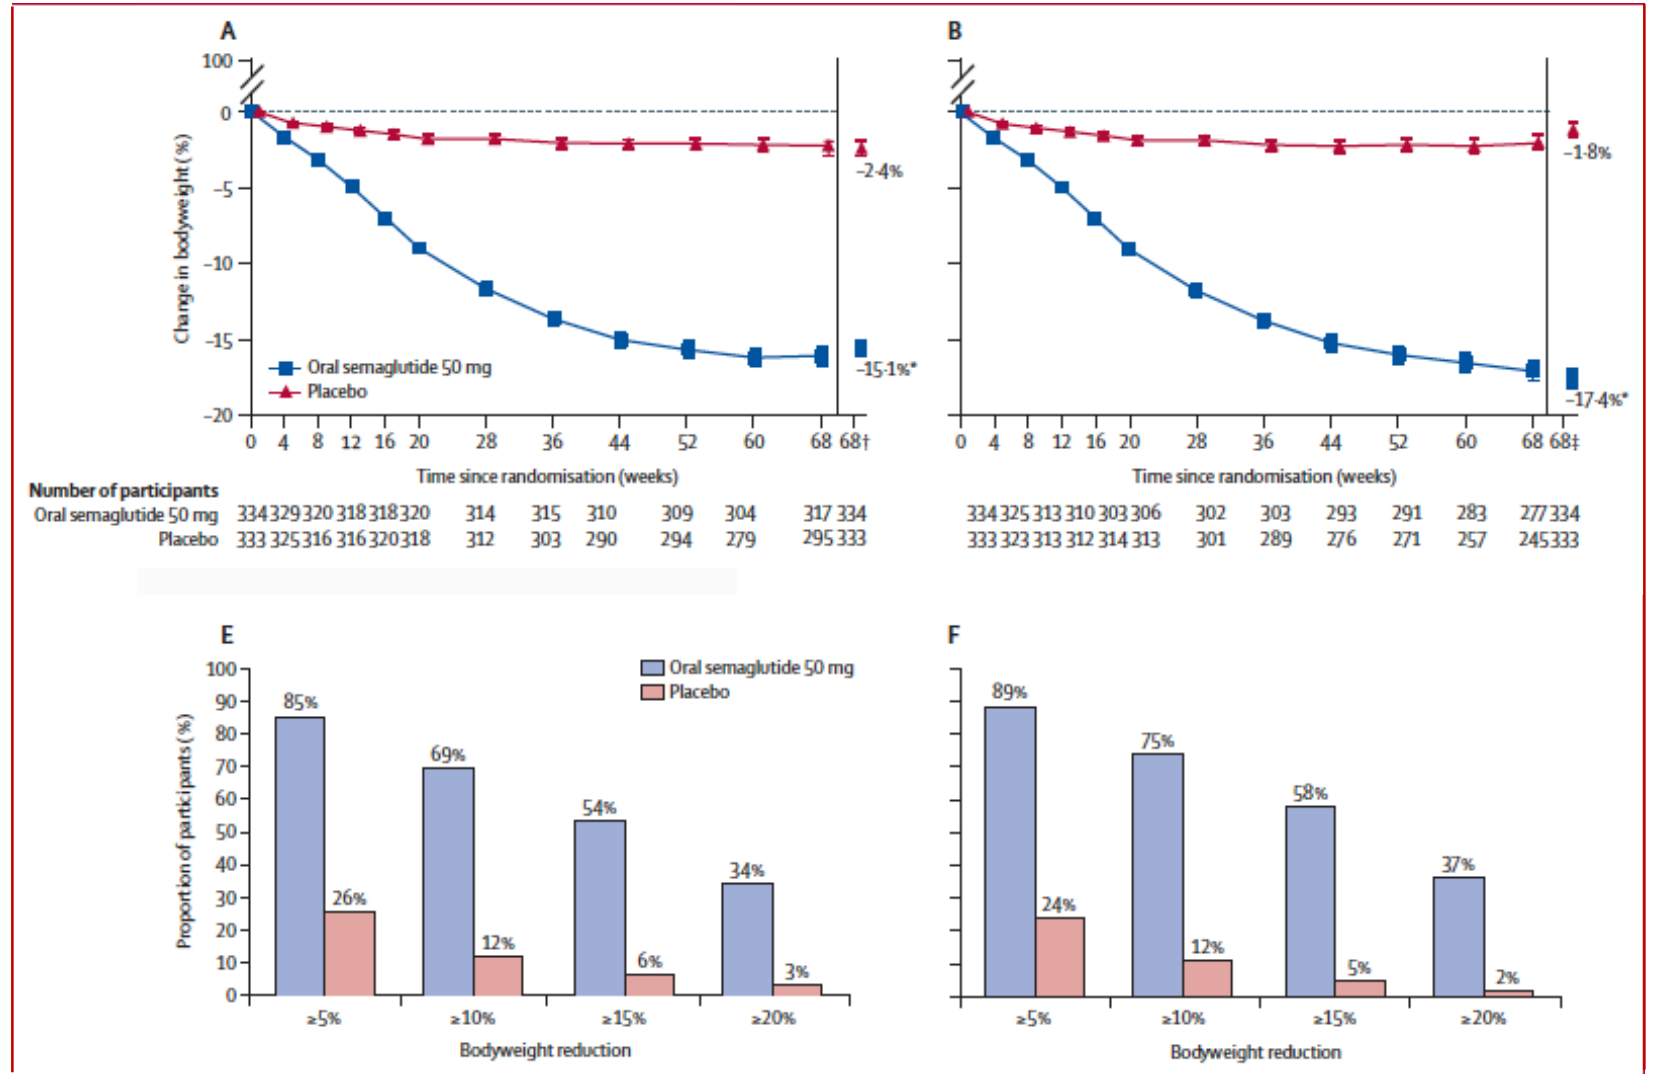 A
B
100
0
−5
−10
−15
−20
Change in bodyweight (%)
−2·4%
−15·1%*
−1·8%
−17·4%*
Oral semaglutide 50 mg
Placebo
0 4 8 12 16 20 28 36 44 52 60 68 68†
0 4 8 12 16 20 28 36 44 52 60 68 68‡
Time since randomisation (weeks)
Time since randomisation (weeks)
Number of participants
Oral semaglutide 50 mg 334 329 320 318 318 320 314 315 310 309 304 317 334
334 325 313 310 303 306 302 303 293 291 283 277 334
Placebo 333 325 316 316 320 318 312 303 290 294 279 295 333
333 323 313 312 314 313 301 289 276 271 257 245 333
E
F
Oral semaglutide 50 mg
Placebo
100
90
80
70
60
50
40
30
20
10
0
Proportion of participants (%)
85%
26%
69%
12%
54%
6%
34%
3%
≥5% ≥10% ≥15% ≥20%
Bodyweight reduction
89%
24%
75%
12%
58%
5%
37%
2%
≥5% ≥10% ≥15% ≥20%
Bodyweight reduction